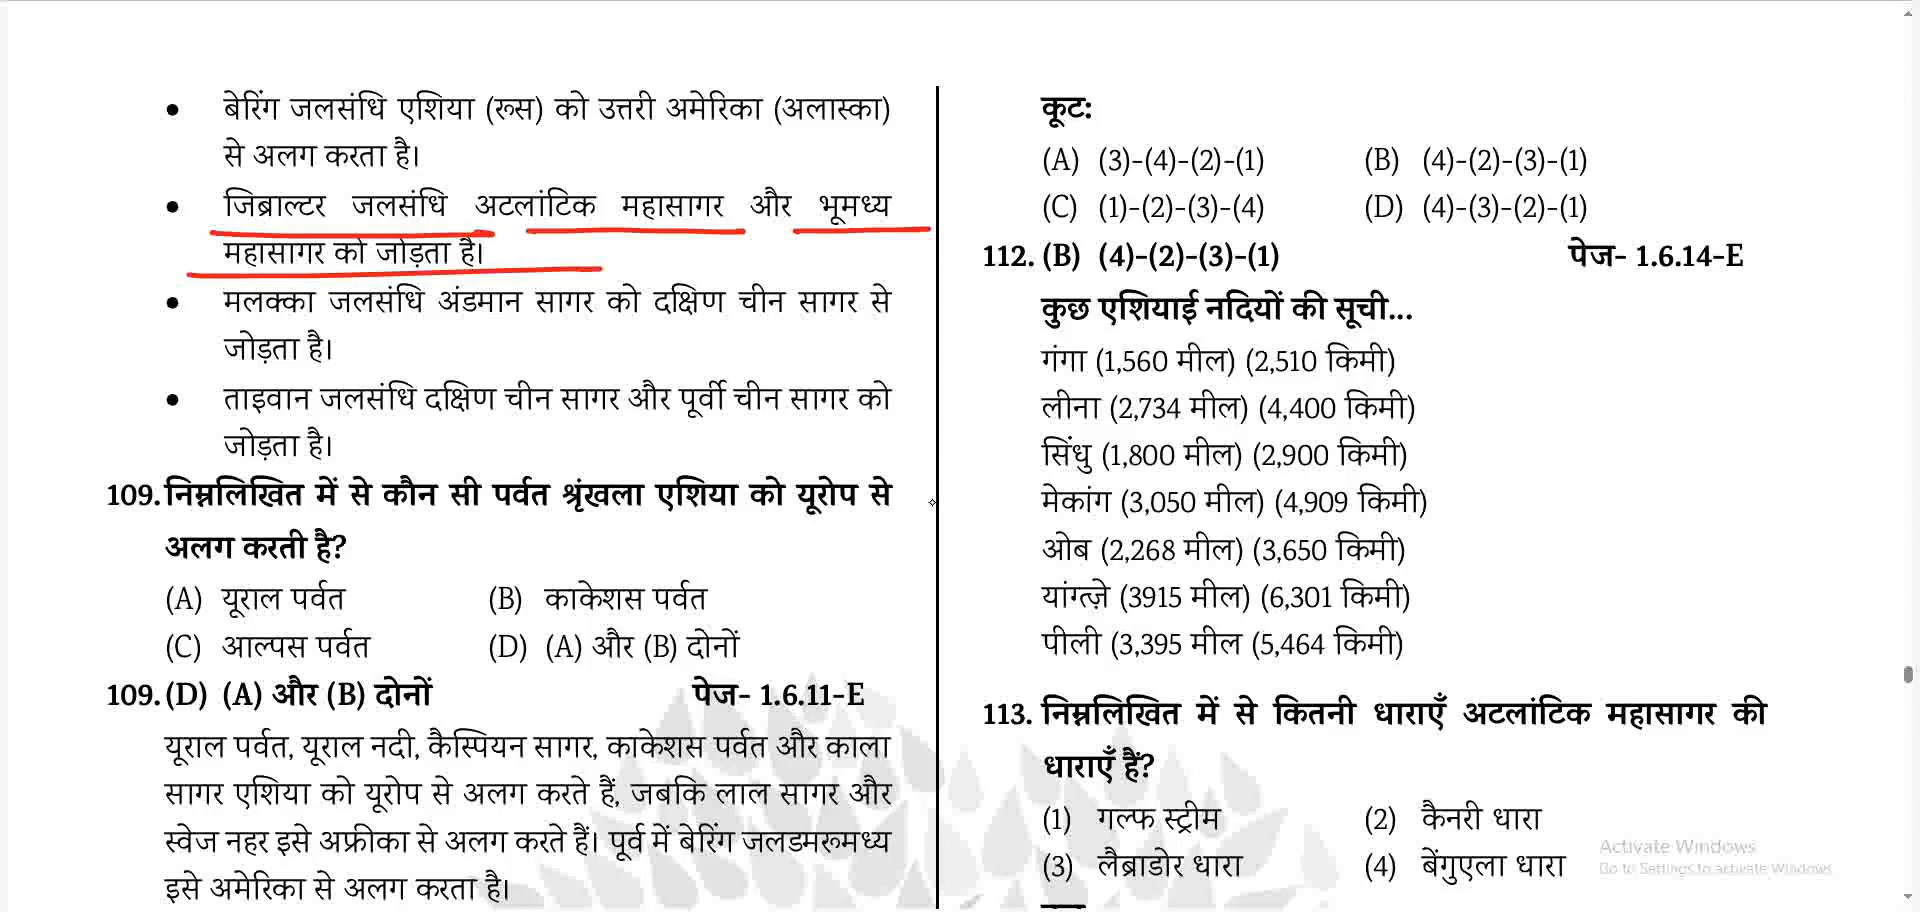 • बेरिंग जलसंधि एशिया (रूस) को उत्तरी अमेरिका (अलास्का)
से अलग करता है।
• जिब्राल्टर जलसंधि अटलांटिक महासागर और भूमध्य
महासागर को जोड़ता है।
• मलक्का जलसंधि अंडमान सागर को दक्षिण चीन सागर से
जोड़ता है।
• ताइवान जलसंधि दक्षिण चीन सागर और पूर्वी चीन सागर को
जोड़ता है।
109. निम्नलिखित में से कौन सी पर्वत श्रृंखला एशिया को यूरोप से
अलग करती है?
(A) यूराल पर्वत (B) काकेशस पर्वत
(C) आल्पस पर्वत (D) (A) और (B) दोनों
109. (D) (A) और (B) दोनों पेज- 1.6.11-E
यूराल पर्वत, यूराल नदी, कैस्पियन सागर, काकेशस पर्वत और काला
सागर एशिया को यूरोप से अलग करते हैं, जबकि लाल सागर और
स्वेज नहर इसे अफ्रीका से अलग करते हैं। पूर्व में बेरिंग जलडमरूमध्य
इसे अमेरिका से अलग करता है।
कूट:
(A) (3)-(4)-(2)-(1) (B) (4)-(2)-(3)-(1)
(C) (1)-(2)-(3)-(4) (D) (4)-(3)-(2)-(1)
112. (B) (4)-(2)-(3)-(1) पेज- 1.6.14-E
कुछ एशियाई नदियों की सूची...
गंगा (1,560 मील) (2,510 किमी)
लीना (2,734 मील) (4,400 किमी)
सिंधु (1,800 मील) (2,900 किमी)
मेकांग (3,050 मील) (4,909 किमी)
ओब (2,268 मील) (3,650 किमी)
यांग्त्ज़े (3915 मील) (6,301 किमी)
पीली (3,395 मील (5,464 किमी)
113. निम्नलिखित में से कितनी धाराएँ अटलांटिक महासागर की
धाराएँ हैं?
(1) गल्फ स्ट्रीम (2) कैनरी धारा
(3) लैब्राडोर धारा (4) बेंगुएला धारा
Activate Windows
Go to Settings to activate Windows.